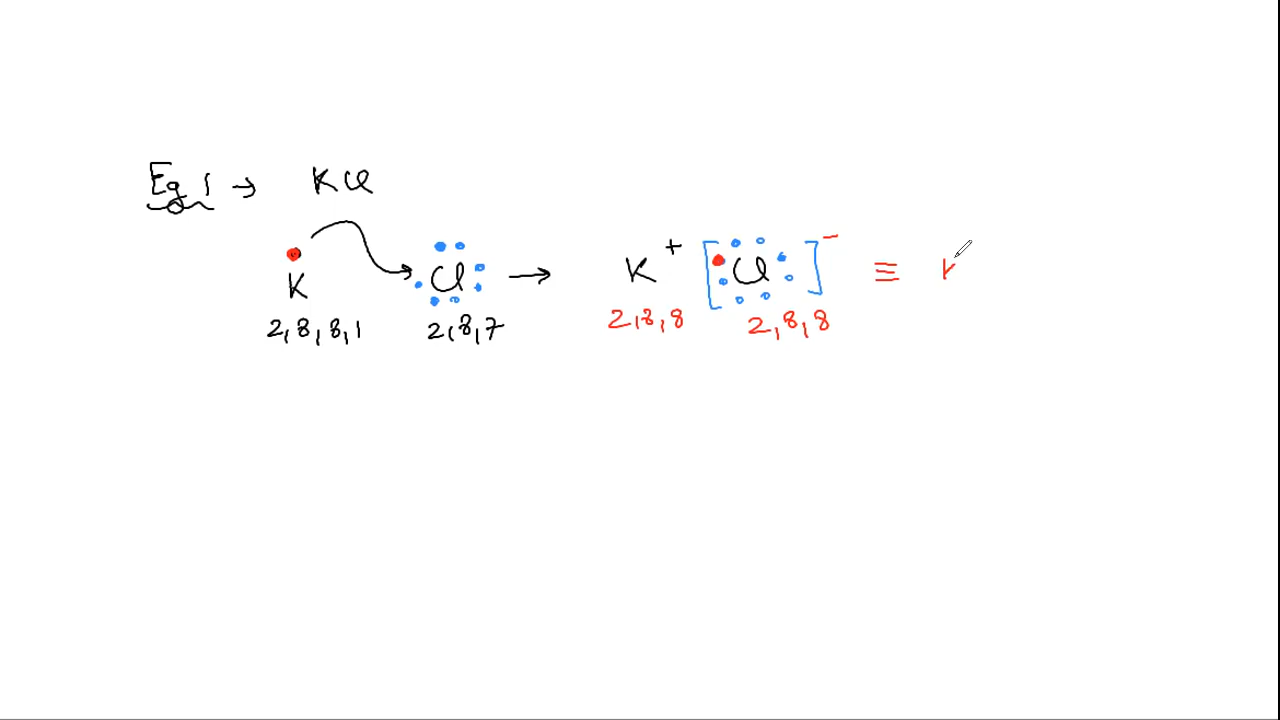 Eg 1 → KCl
K Cl → K⁺ [Cl]⁻ ≡
2,8,8,1 2,8,7 2,8,8 2,8,8